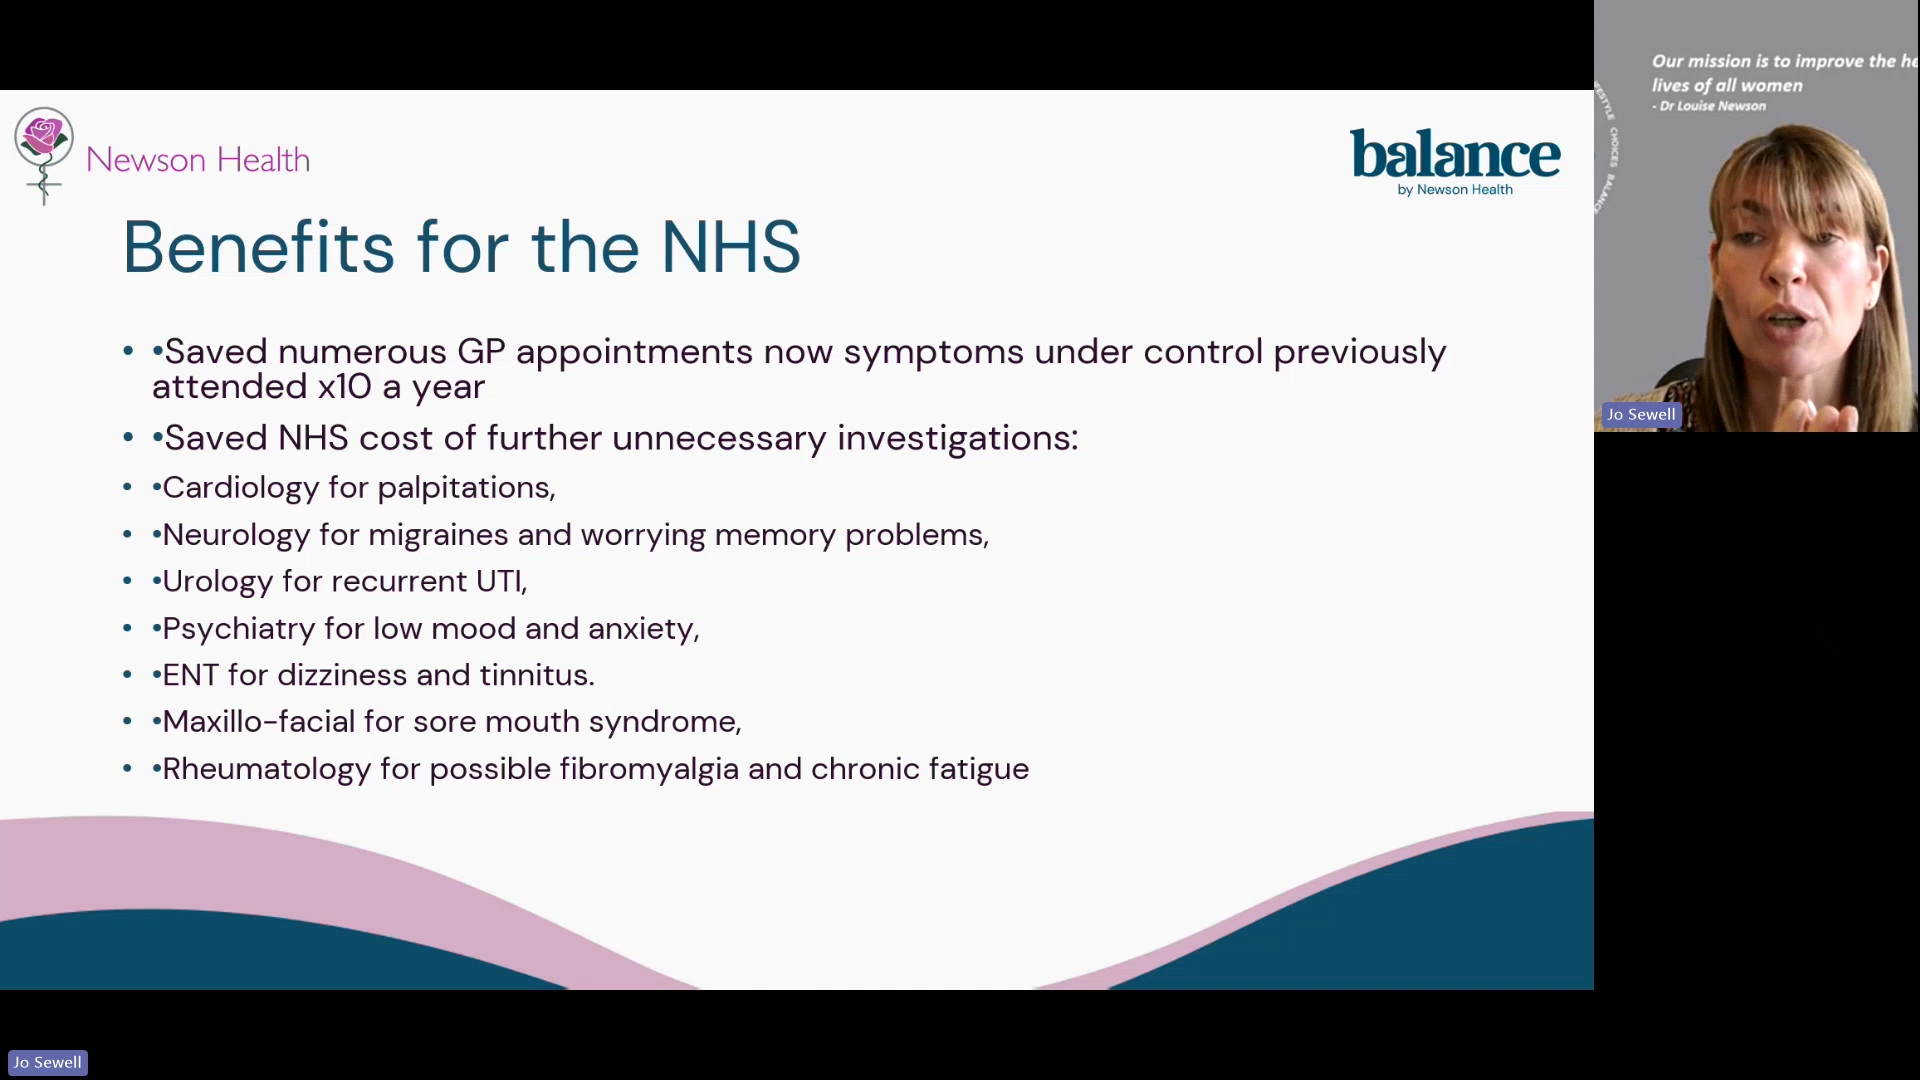 Newson Health
balance
by Newson Health
Benefits for the NHS
• •Saved numerous GP appointments now symptoms under control previously
attended x10 a year
• •Saved NHS cost of further unnecessary investigations:
• •Cardiology for palpitations,
• •Neurology for migraines and worrying memory problems,
• •Urology for recurrent UTI,
• •Psychiatry for low mood and anxiety,
• •ENT for dizziness and tinnitus.
• •Maxillo-facial for sore mouth syndrome,
• •Rheumatology for possible fibromyalgia and chronic fatigue
Our mission is to improve the he
lives of all women
- Dr Louise Newson
ESTYLE CHOICES BALANCE
Jo Sewell
Jo Sewell